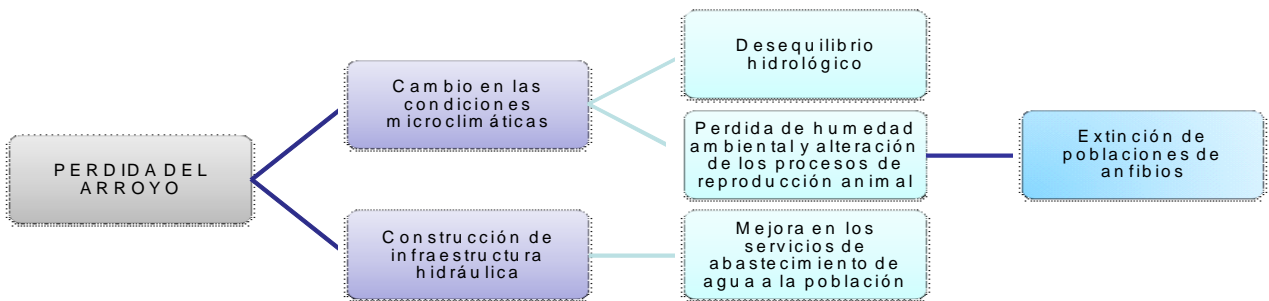 PERDIDA DEL
ARROYO
Cambio en las
condiciones
microclimáticas
Construcción de
infraestructura
hidráulica
Desequilibrio
hidrológico
Perdida de humedad
ambiental y alteración
de los procesos de
reproducción animal
Mejora en los
servicios de
abastecimiento de
agua a la población
Extinción de
poblaciones de
anfibios